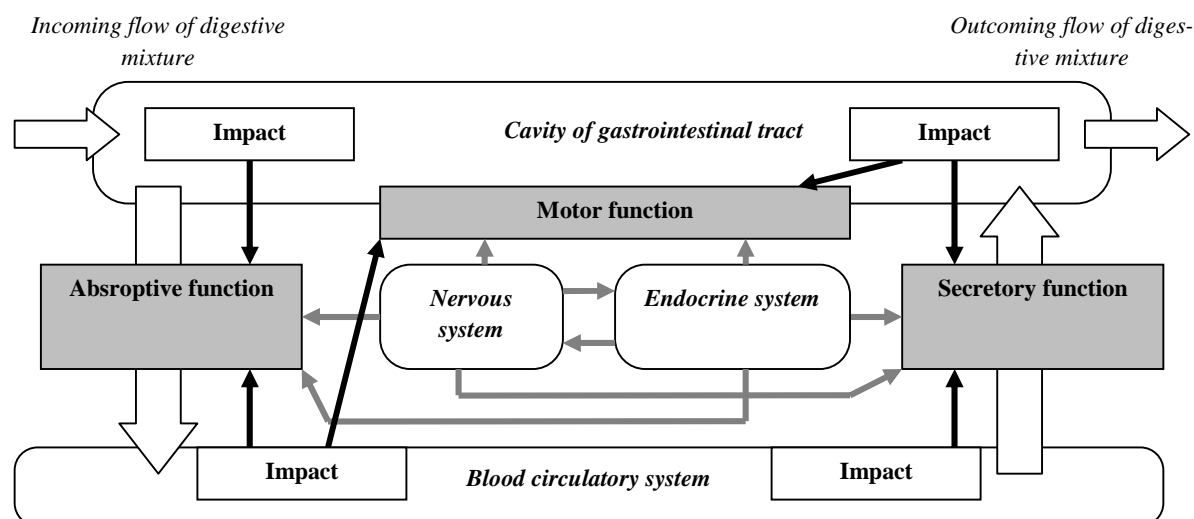 Incoming flow of digestive
mixture
Outcoming flow of diges-
tive mixture
Impact
Cavity of gastrointestinal tract
Impact
Motor function
Absroptive function
Nervous
system
Endocrine system
Secretory function
Impact
Blood circulatory system
Impact